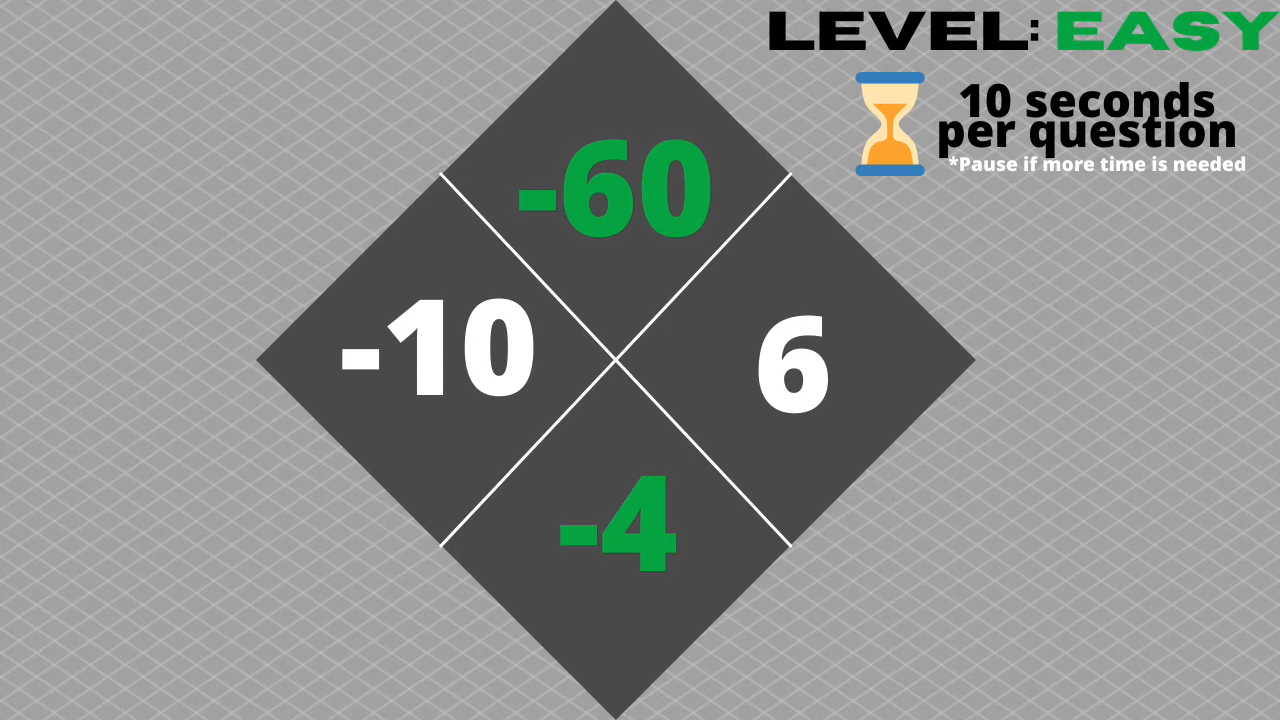 LEVEL: EASY
10 seconds
per question
*Pause if more time is needed
-60
-10
6
-4